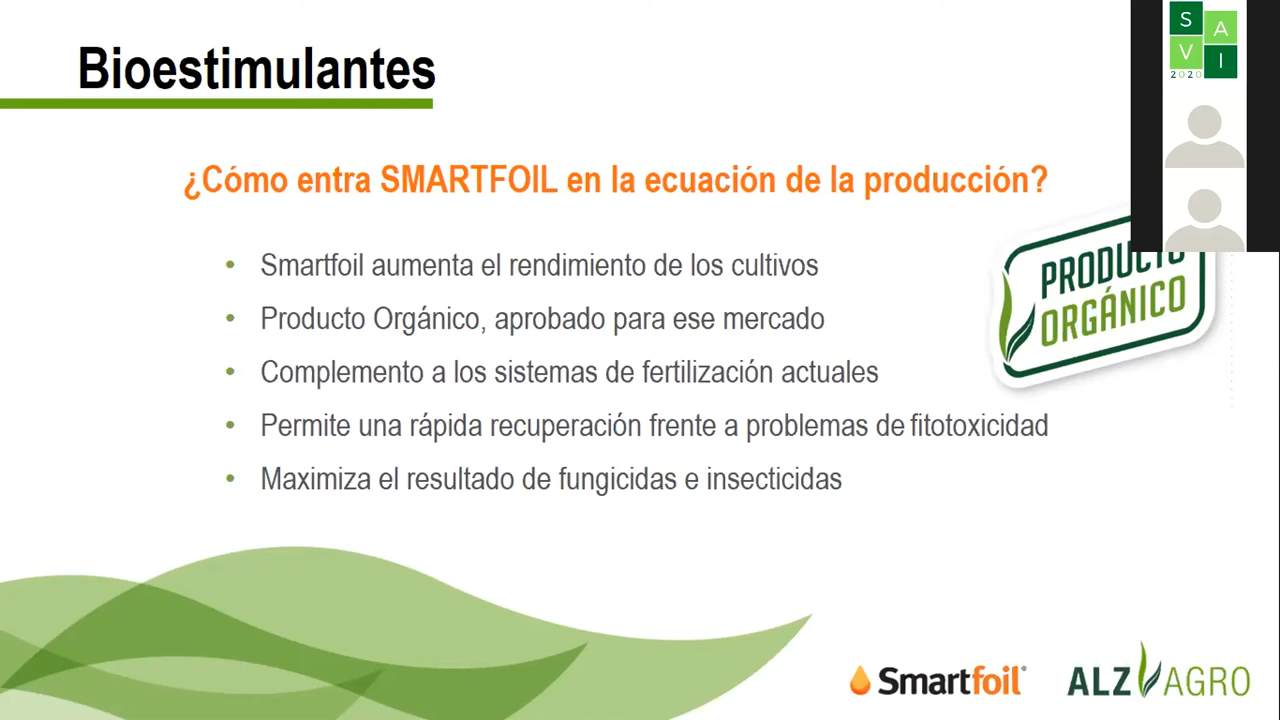 Bioestimulantes
¿Cómo entra SMARTFOIL en la ecuación de la producción?
• Smartfoil aumenta el rendimiento de los cultivos
• Producto Orgánico, aprobado para ese mercado
• Complemento a los sistemas de fertilización actuales
• Permite una rápida recuperación frente a problemas de fitotoxicidad
• Maximiza el resultado de fungicidas e insecticidas
PRODUCTO
ORGÁNICO
S A
V I
2020
Smartfoil®
ALZ AGRO